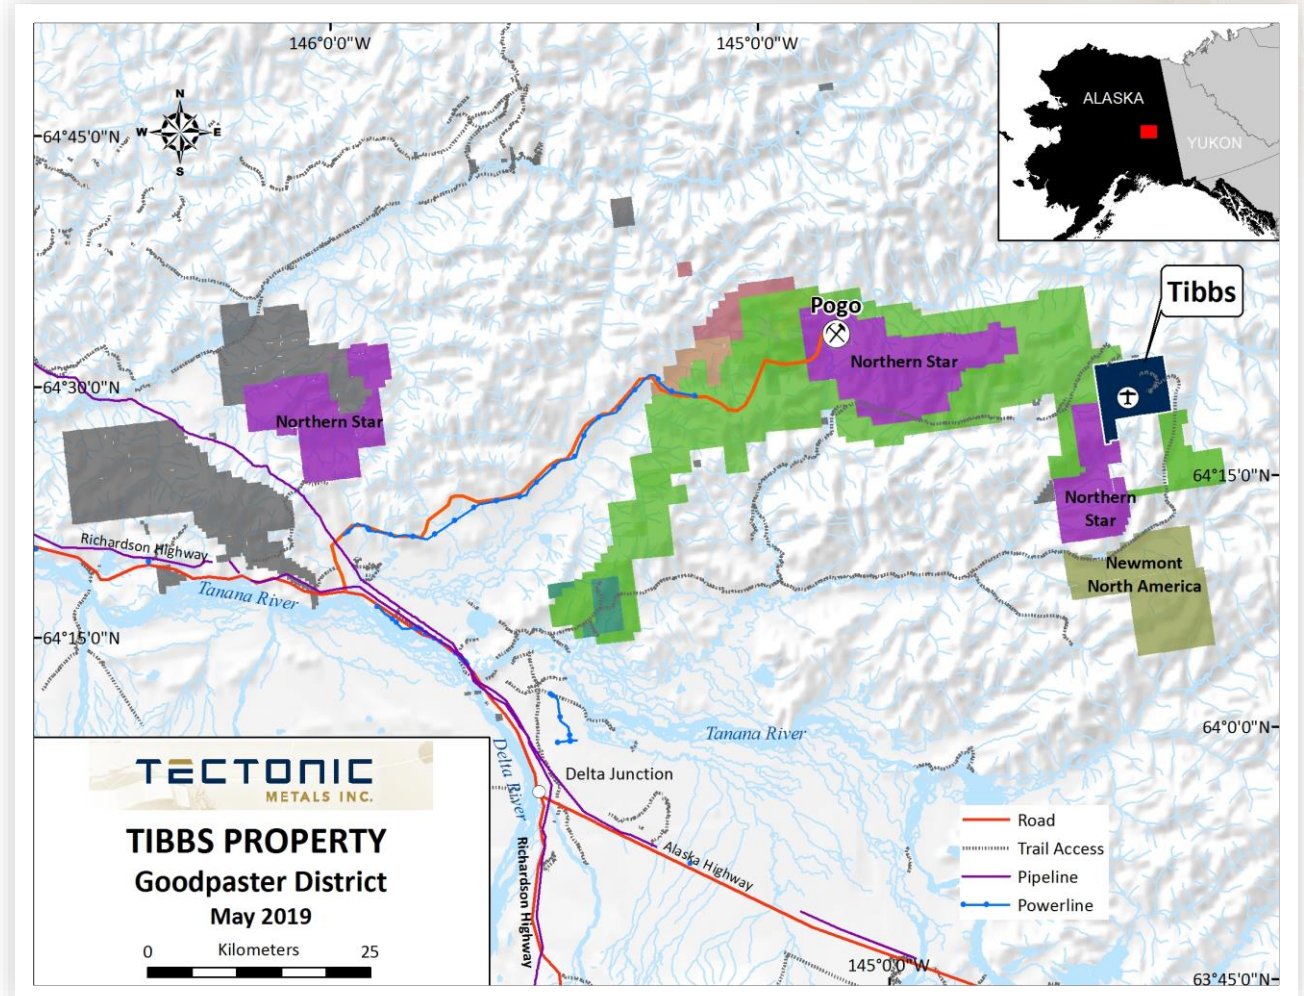 146°0'0"W
145°0'0"W
N
W
E
S
64°45'0"N
ALASKA
YUKON
Tibbs
Pogo
Northern Star
64°30'0"N
Northern Star
64°15'0"N
Northern
Star
Richardson Highway
Newmont
North America
Tanana River
64°15'0"N
Tanana River
64°0'0"N
Delta River
Delta Junction
TECTONIC
METALS INC.
TIBBS PROPERTY
Goodpaster District
May 2019
0 Kilometers 25
Richardson Highway
Alaska Highway
Road
Trail Access
Pipeline
Powerline
145°0'0"W
63°45'0"N